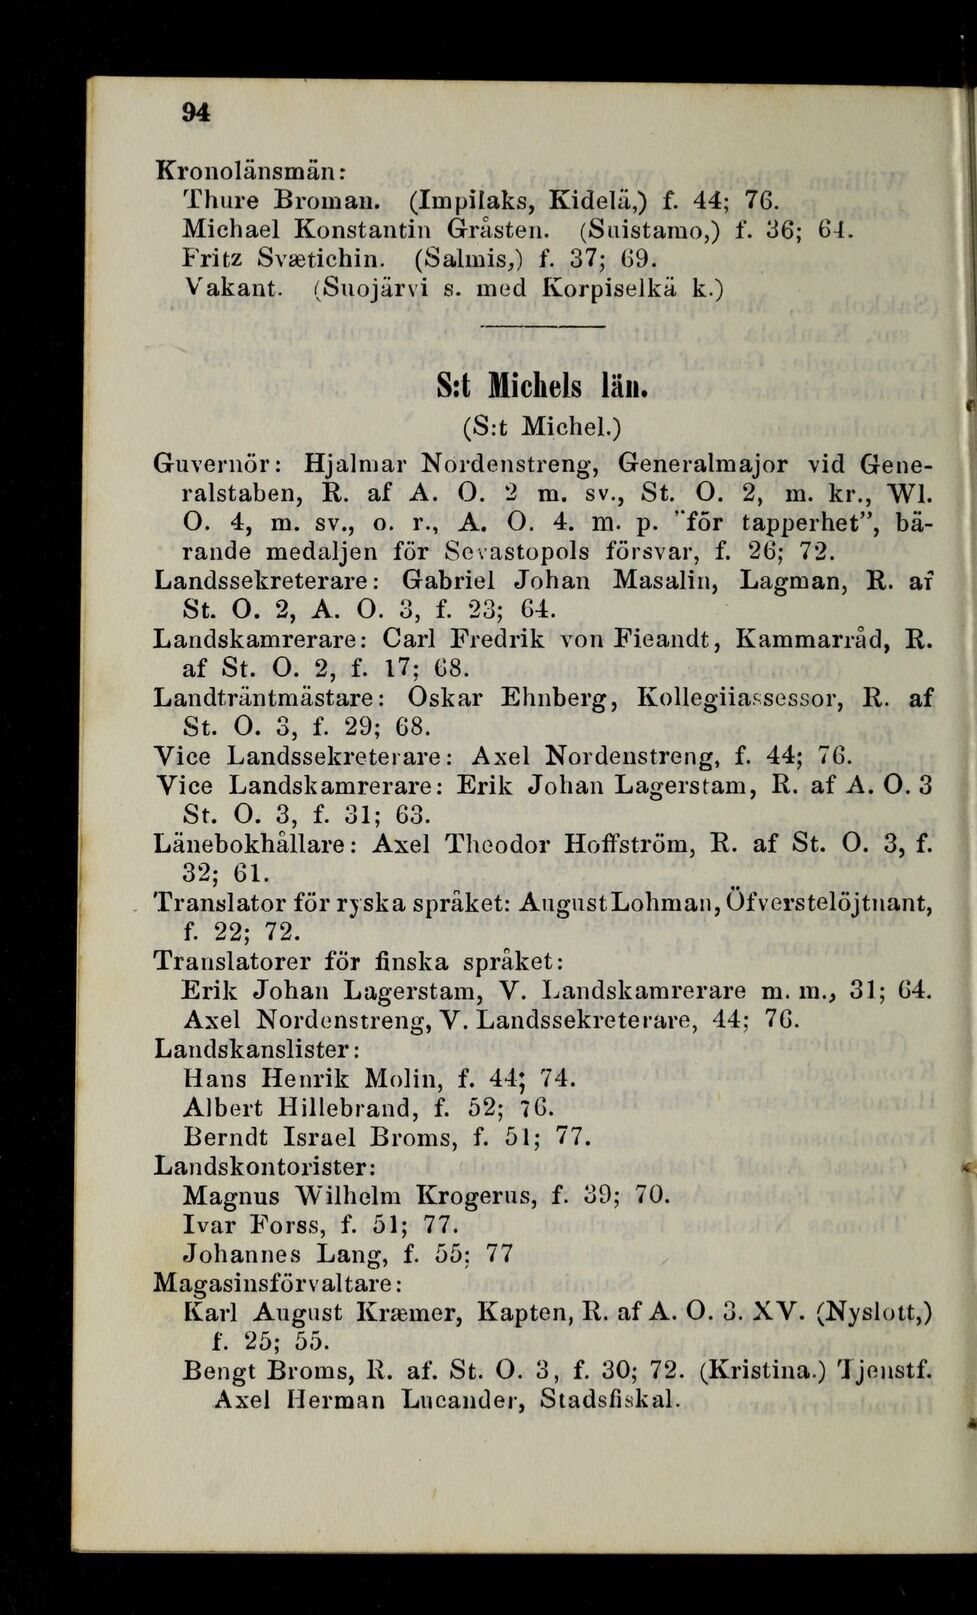 94
Kronolänsmän:
Thure Broman. (Impilaks, Kidelä,) f. 44; 76.
Michael Konstantin Gråsten. (Suistamo,) f. 36; 64.
Fritz Svætichin. (Salmis,) f. 37; 69.
Vakant. (Suojärvi s. med Korpiselkä k.)
S:t Michels län.
(S:t Michel.)
Guvernör: Hjalmar Nordenstreng, Generalmajor vid Gene-
ralstaben, R. af A. O. 2 m. sv., St. O. 2, m. kr., Wl.
O. 4, m. sv., o. r., A. O. 4. m. p. "för tapperhet”, bä-
rande medaljen för Sevastopols försvar, f. 26; 72.
Landssekreterare: Gabriel Johan Masalin, Lagman, R. af
St. O. 2, A. O. 3, f. 23; 64.
Landskamrerare: Carl Fredrik von Fieandt, Kammarråd, R.
af St. O. 2, f. 17; 68.
Landträntmästare: Oskar Ehnberg, Kollegiiassessor, R. af
St. O. 3, f. 29; 68.
Vice Landssekreterare: Axel Nordenstreng, f. 44; 76.
Vice Landskamrerare: Erik Johan Lagerstam, R. af A. O. 3
St. O. 3, f. 31; 63.
Länebokhållare: Axel Theodor Hoffström, R. af St. O. 3, f.
32; 61.
Translator för ryska språket: August Lohman, Öfverstelöjtnant,
f. 22; 72.
Translatorer för finska språket:
Erik Johan Lagerstam, V. Landskamrerare m. m., 31; 64.
Axel Nordenstreng, V. Landssekreterare, 44; 76.
Landskanslister:
Hans Henrik Molin, f. 44; 74.
Albert Hillebrand, f. 52; 76.
Berndt Israel Broms, f. 51; 77.
Landskontorister:
Magnus Wilhelm Krogerus, f. 39; 70.
Ivar Forss, f. 51; 77.
Johannes Lang, f. 55; 77
Magasinsförvaltare:
Karl August Kræmer, Kapten, R. af A. O. 3. XV. (Nyslott,)
f. 25; 55.
Bengt Broms, R. af. St. O. 3, f. 30; 72. (Kristina.) Tjenstf.
Axel Herman Lucander, Stadsfiskal.